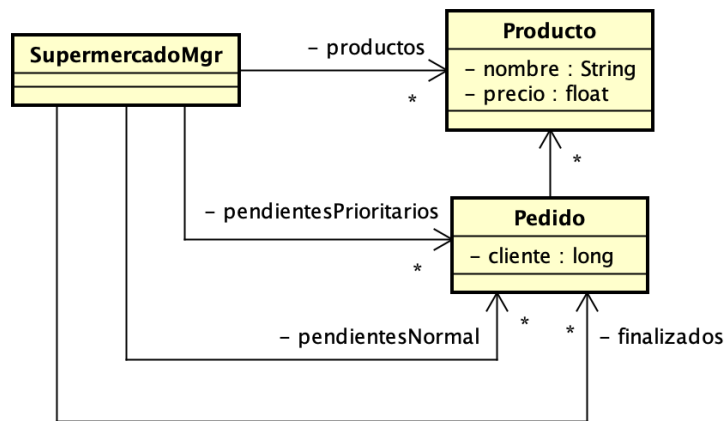 SupermercadoMgr
- productos
*
Producto
- nombre : String
- precio : float
*
- pendientesPrioritarios
*
Pedido
- cliente : long
- pendientesNormal
*
*
- finalizados